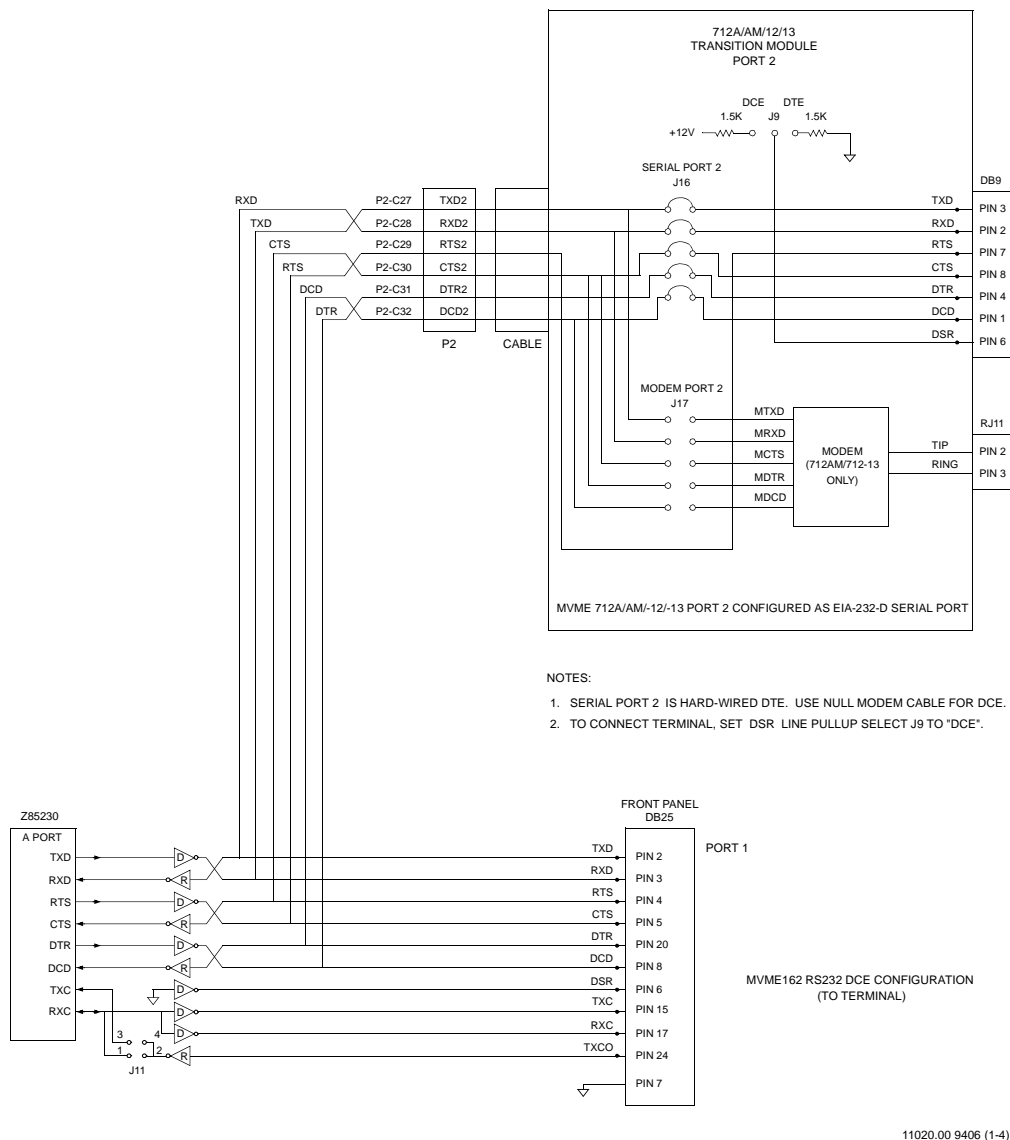 712A/AM/12/13
TRANSITION MODULE
PORT 2
DCE DTE
1.5K J9 1.5K
+12V
SERIAL PORT 2
J16
DB9
RXD P2-C27 TXD2 TXD PIN 3
TXD P2-C28 RXD2 RXD PIN 2
CTS P2-C29 RTS2 RTS PIN 7
RTS P2-C30 CTS2 CTS PIN 8
DCD P2-C31 DTR2 DTR PIN 4
DTR P2-C32 DCD2 DCD PIN 1
DSR PIN 6
P2 CABLE
MODEM PORT 2
J17
RJ11
MTXD
MRXD
MCTS
MDTR
MDCD
MODEM
(712AM/712-13
ONLY)
TIP PIN 2
RING PIN 3
MVME 712A/AM/-12/-13 PORT 2 CONFIGURED AS EIA-232-D SERIAL PORT
NOTES:
1. SERIAL PORT 2 IS HARD-WIRED DTE. USE NULL MODEM CABLE FOR DCE.
2. TO CONNECT TERMINAL, SET DSR LINE PULLUP SELECT J9 TO "DCE".
Z85230
A PORT
FRONT PANEL
DB25
PORT 1
TXD D TXD PIN 2
RXD R RXD PIN 3
RTS D RTS PIN 4
CTS R CTS PIN 5
DTR D DTR PIN 20
DCD R DCD PIN 8
TXC D DSR PIN 6
RXC D TXC PIN 15
3 4 D RXC PIN 17
1 2 R TXCO PIN 24
J11
PIN 7
MVME162 RS232 DCE CONFIGURATION
(TO TERMINAL)
11020.00 9406 (1-4)